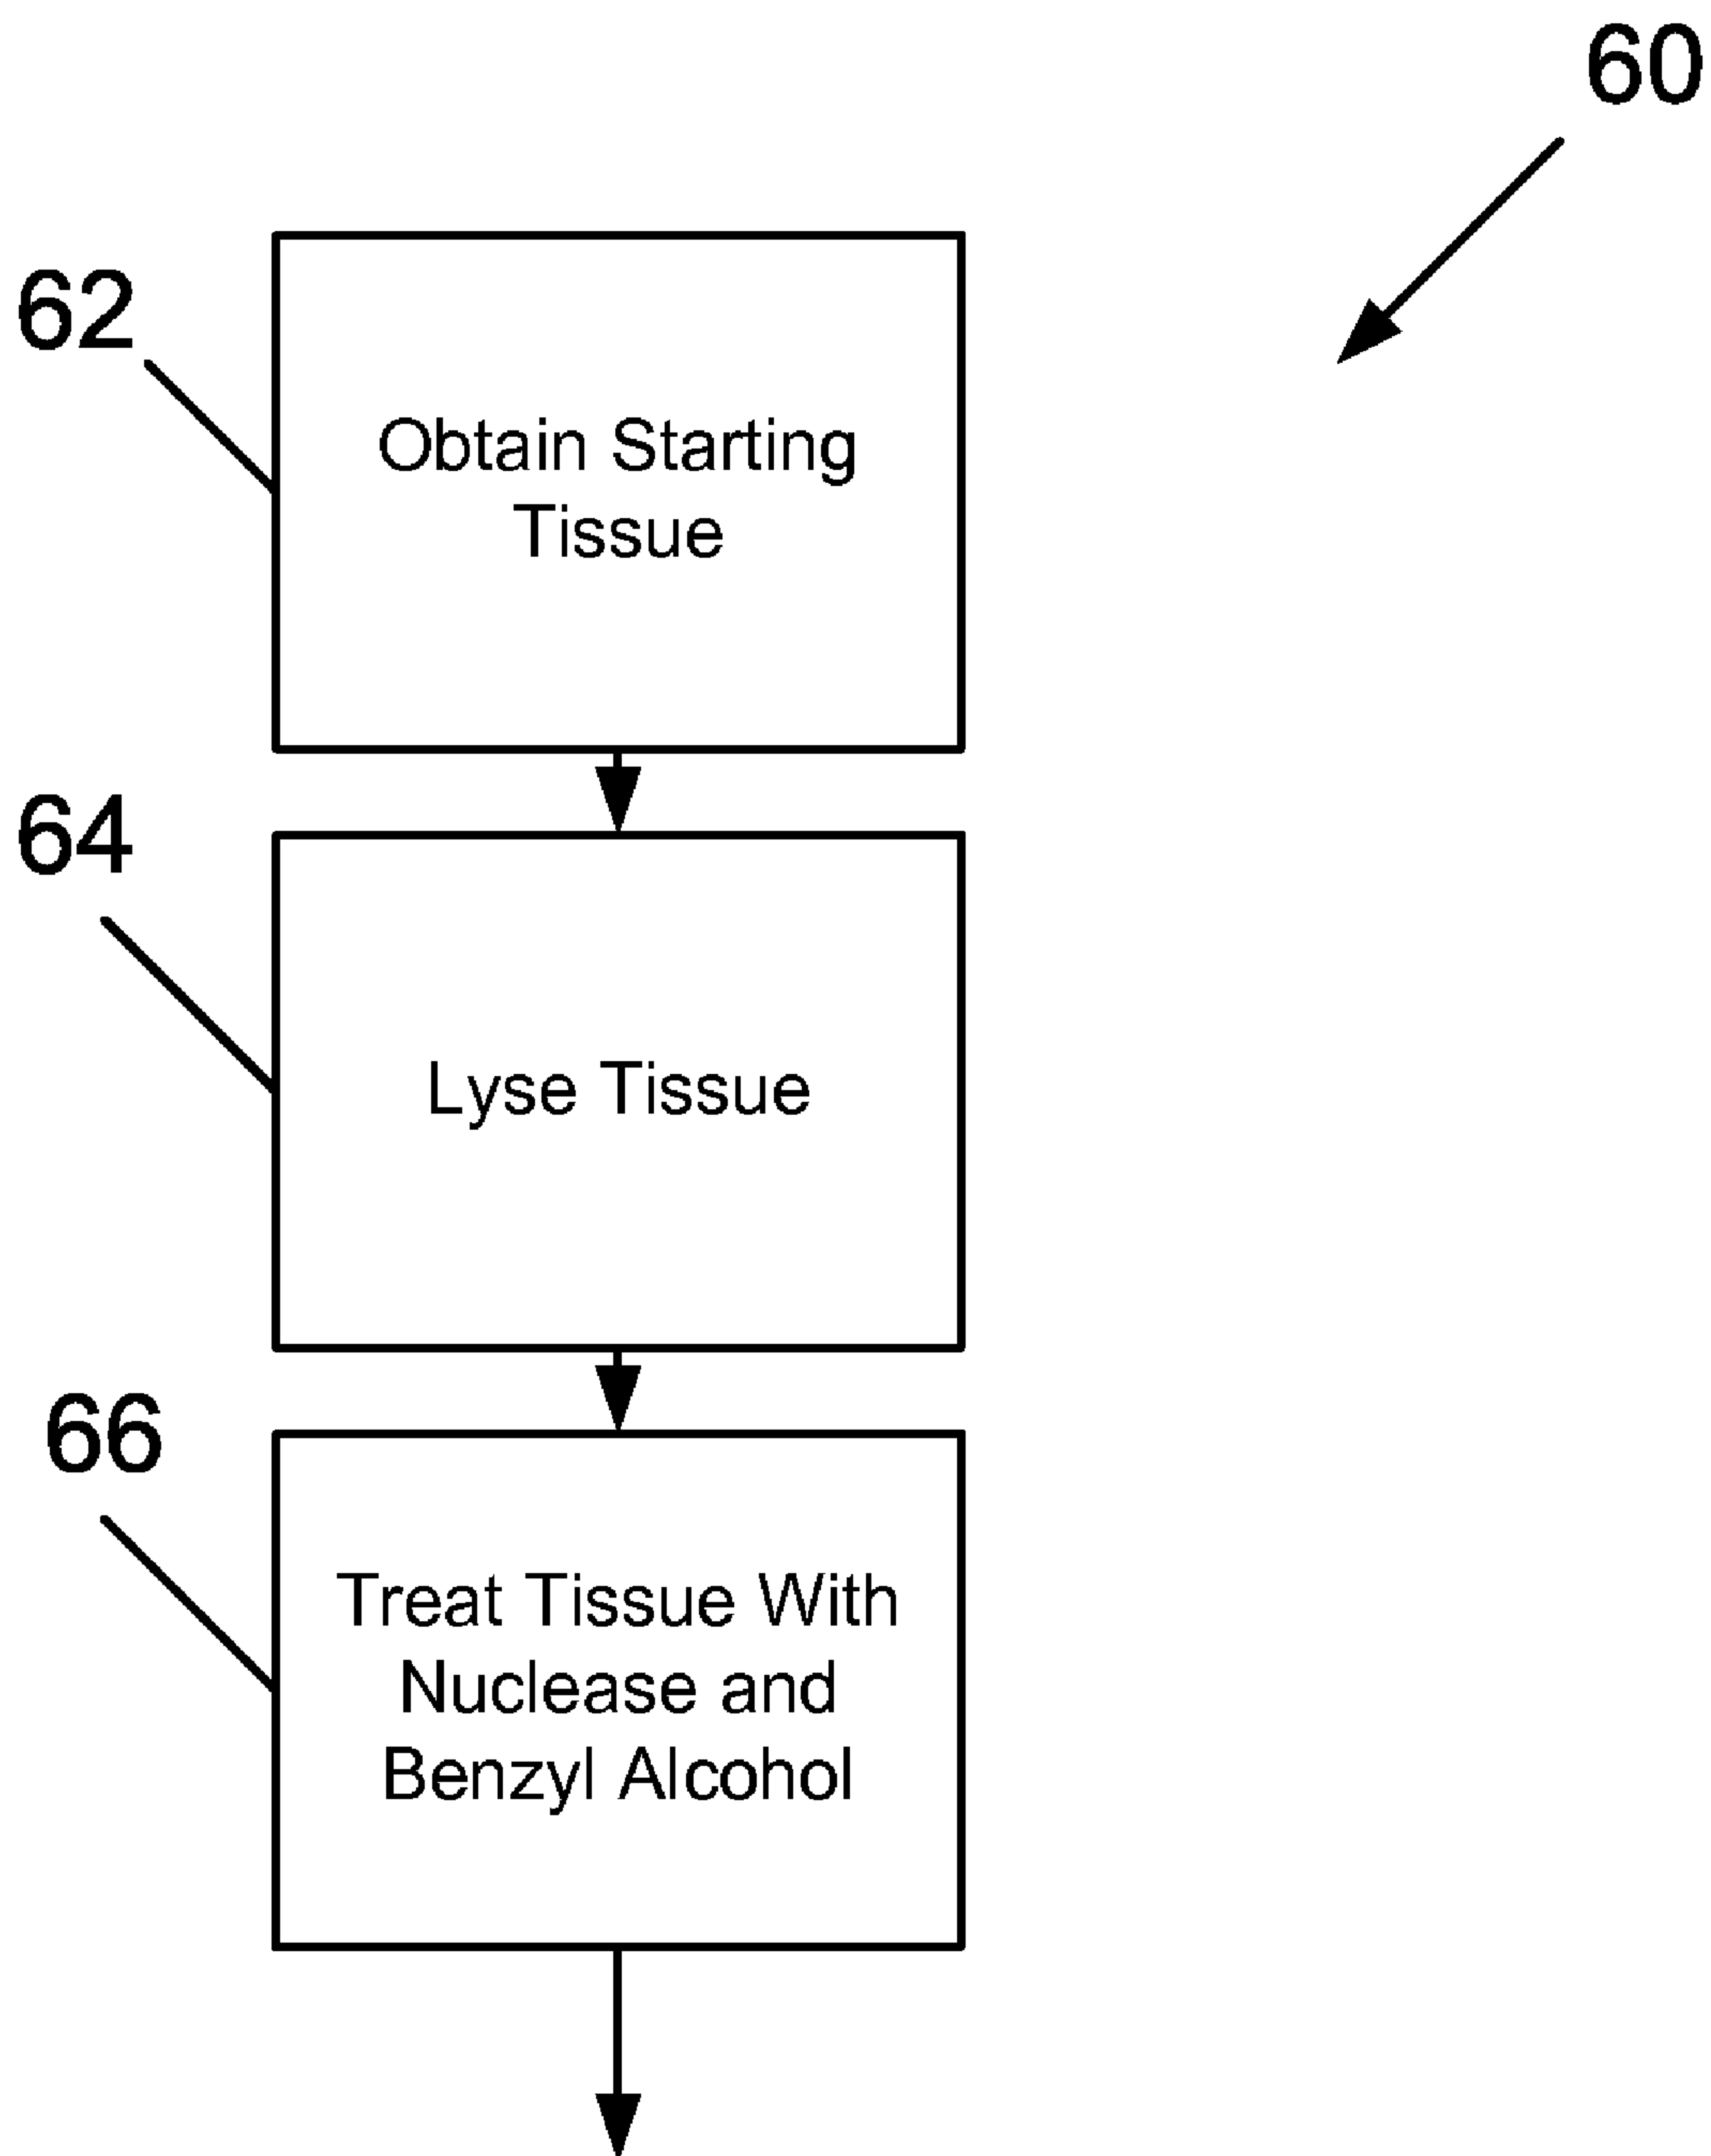 60
62
Obtain Starting
Tissue
64
Lyse Tissue
66
Treat Tissue With
Nuclease and
Benzyl Alcohol